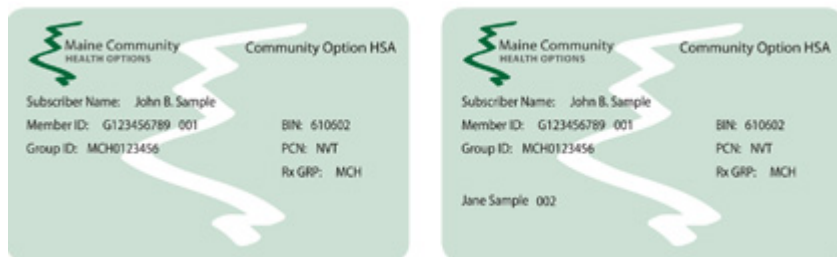 Maine Community
HEALTH OPTIONS
Community Option HSA
Subscriber Name: John B. Sample
Member ID: G123456789 001
BIN: 610602
Group ID: MCH0123456
PCN: NVT
Rx GRP: MCH
Maine Community
HEALTH OPTIONS
Community Option HSA
Subscriber Name: John B. Sample
Member ID: G123456789 001
BIN: 610602
Group ID: MCH0123456
PCN: NVT
Rx GRP: MCH
Jane Sample 002